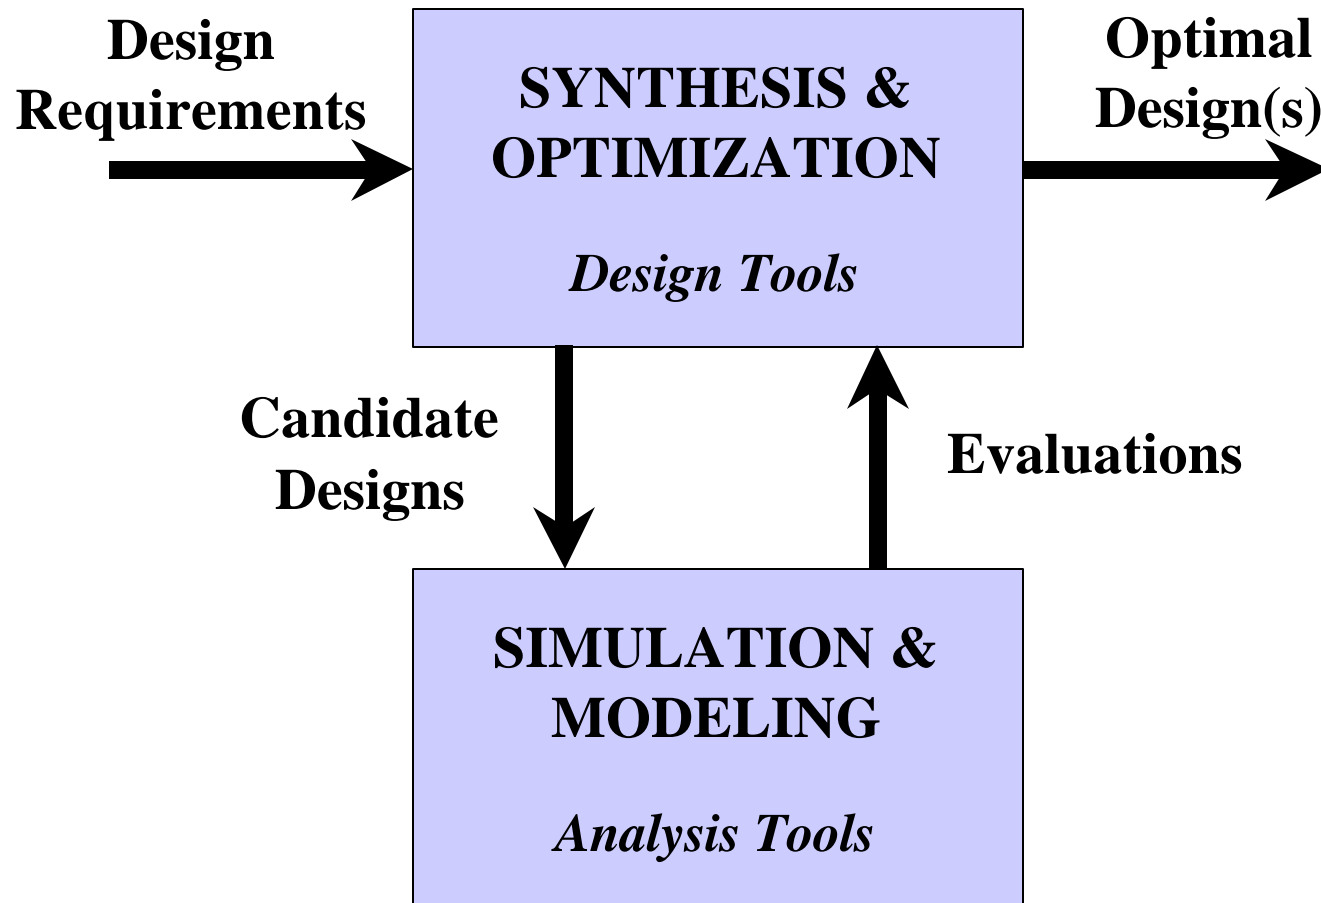 Design
Requirements
SYNTHESIS &
OPTIMIZATION
Design Tools
Optimal
Design(s)
Candidate
Designs
Evaluations
SIMULATION &
MODELING
Analysis Tools